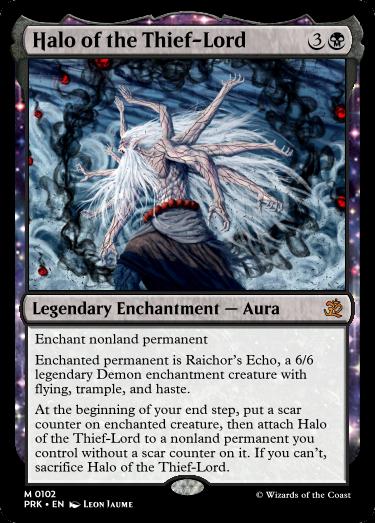 Halo of the Thief-Lord 3
Legendary Enchantment — Aura
Enchant nonland permanent
Enchanted permanent is Raichor's Echo, a 6/6
legendary Demon enchantment creature with
flying, trample, and haste.
At the beginning of your end step, put a scar
counter on enchanted creature, then attach Halo
of the Thief-Lord to a nonland permanent you
control without a scar counter on it. If you can't,
sacrifice Halo of the Thief-Lord.
M 0102
PRK • EN Leon Jaume © Wizards of the Coast